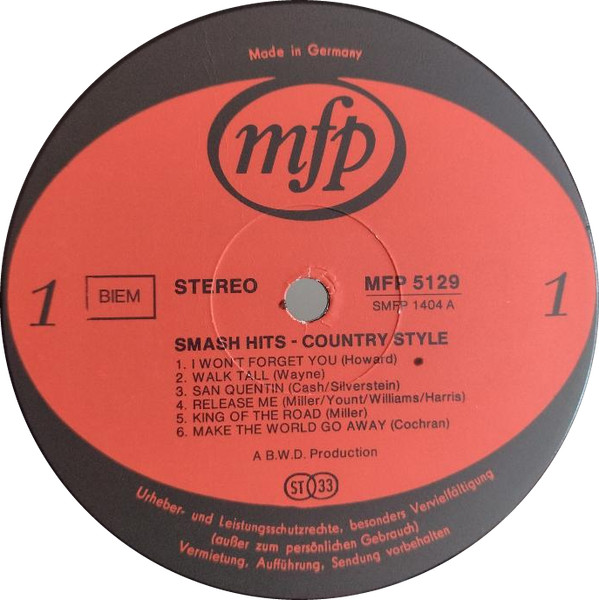 Made in Germany
mfp
1
BIEM
STEREO
MFP 5129
SMFP 1404 A
1
SMASH HITS - COUNTRY STYLE
1. I WON'T FORGET YOU (Howard)
2. WALK TALL (Wayne)
3. SAN QUENTIN (Cash/Silverstein)
4. RELEASE ME (Miller/Yount/Williams/Harris)
5. KING OF THE ROAD (Miller)
6. MAKE THE WORLD GO AWAY (Cochran)
A B.W.D. Production
ST 33
Urheber- und Leistungsschutzrechte, besonders Vervielfältigung
(außer zum persönlichen Gebrauch)
Vermietung, Aufführung, Sendung vorbehalten